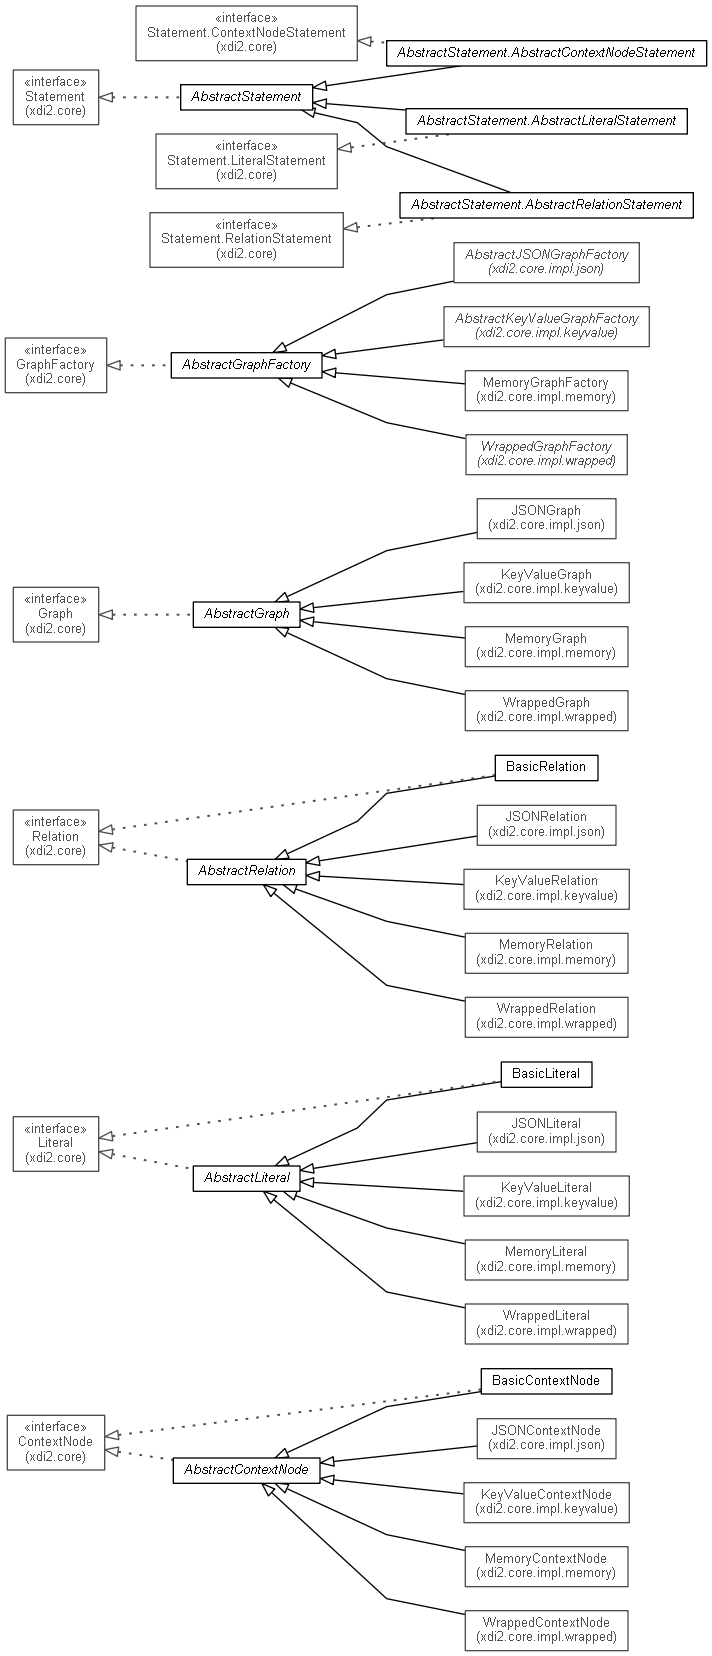 «interface»
Statement.ContextNodeStatement
(xdi2.core)
AbstractStatement.AbstractContextNodeStatement
«interface»
Statement
(xdi2.core)
AbstractStatement
AbstractStatement.AbstractLiteralStatement
«interface»
Statement.LiteralStatement
(xdi2.core)
AbstractStatement.AbstractRelationStatement
«interface»
Statement.RelationStatement
(xdi2.core)
AbstractJSONGraphFactory
(xdi2.core.impl.json)
AbstractKeyValueGraphFactory
(xdi2.core.impl.keyvalue)
«interface»
GraphFactory
(xdi2.core)
AbstractGraphFactory
MemoryGraphFactory
(xdi2.core.impl.memory)
WrappedGraphFactory
(xdi2.core.impl.wrapped)
JSONGraph
(xdi2.core.impl.json)
KeyValueGraph
(xdi2.core.impl.keyvalue)
«interface»
Graph
(xdi2.core)
AbstractGraph
MemoryGraph
(xdi2.core.impl.memory)
WrappedGraph
(xdi2.core.impl.wrapped)
BasicRelation
«interface»
Relation
(xdi2.core)
JSONRelation
(xdi2.core.impl.json)
AbstractRelation
KeyValueRelation
(xdi2.core.impl.keyvalue)
MemoryRelation
(xdi2.core.impl.memory)
WrappedRelation
(xdi2.core.impl.wrapped)
BasicLiteral
«interface»
Literal
(xdi2.core)
JSONLiteral
(xdi2.core.impl.json)
AbstractLiteral
KeyValueLiteral
(xdi2.core.impl.keyvalue)
MemoryLiteral
(xdi2.core.impl.memory)
WrappedLiteral
(xdi2.core.impl.wrapped)
BasicContextNode
«interface»
ContextNode
(xdi2.core)
JSONContextNode
(xdi2.core.impl.json)
AbstractContextNode
KeyValueContextNode
(xdi2.core.impl.keyvalue)
MemoryContextNode
(xdi2.core.impl.memory)
WrappedContextNode
(xdi2.core.impl.wrapped)